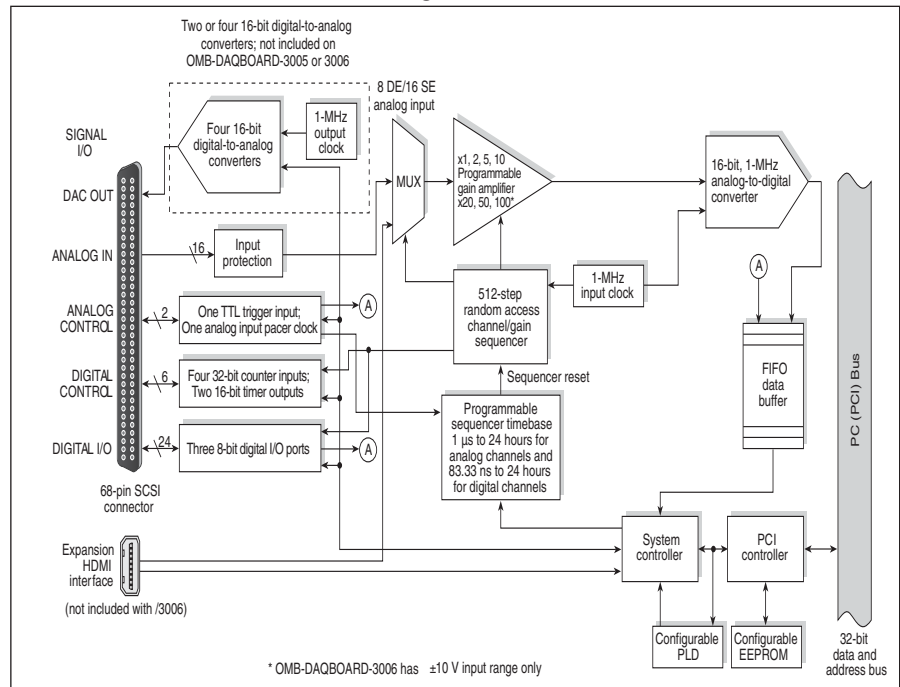 Two or four 16-bit digital-to-analog
converters; not included on
OMB-DAQBOARD-3005 or 3006
8 DE/16 SE
analog input
SIGNAL
I/O
Four 16-bit
digital-to-analog
converters
1-MHz
output
clock
MUX
x1, 2, 5, 10
Programmable
gain amplifier
x20, 50, 100*
16-bit, 1-MHz
analog-to-digital
converter
DAC OUT
ANALOG IN
16
Input
protection
ANALOG
CONTROL
2
One TTL trigger input;
One analog input pacer clock
A
512-step
random access
channel/gain
sequencer
1-MHz
input clock
A
FIFO
data
buffer
PC (PCI) Bus
DIGITAL
CONTROL
6
Four 32-bit counter inputs;
Two 16-bit timer outputs
Sequencer reset
DIGITAL I/O
24
Three 8-bit digital I/O ports
A
Programmable
sequencer timebase
1 µs to 24 hours for
analog channels and
83.33 ns to 24 hours
for digital channels
68-pin SCSI
connector
Expansion
HDMI
interface
(not included with /3006)
System
controller
PCI
controller
Configurable
PLD
Configurable
EEPROM
32-bit
data and
address bus
* OMB-DAQBOARD-3006 has ±10 V input range only